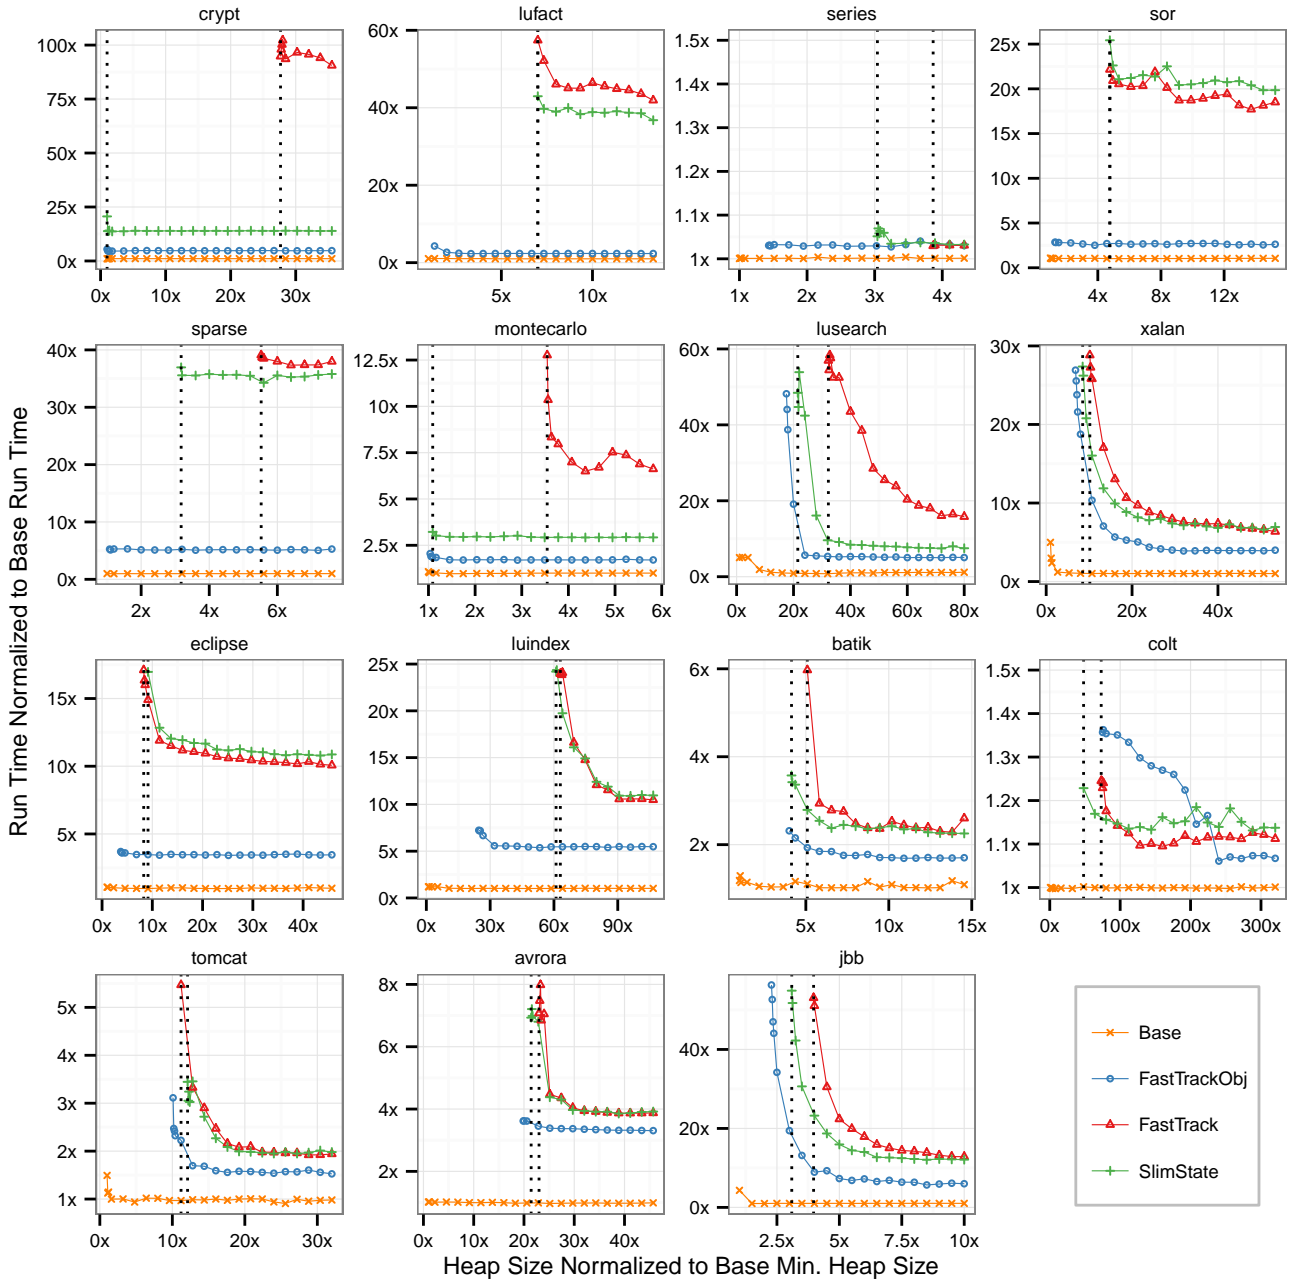 crypt lufact series sor
100x 75x 50x 25x 0x
0x 10x 20x 30x
60x 40x 20x 0x
5x 10x
1.5x 1.4x 1.3x 1.2x 1.1x 1x
1x 2x 3x 4x
25x 20x 15x 10x 5x 0x
4x 8x 12x
sparse montecarlo lusearch xalan
40x 30x 20x 10x 0x
2x 4x 6x
12.5x 10x 7.5x 5x 2.5x
1x 2x 3x 4x 5x 6x
60x 40x 20x 0x
0x 20x 40x 60x 80x
30x 20x 10x 0x
0x 20x 40x
Run Time Normalized to Base Run Time
eclipse luindex batik colt
15x 10x 5x
0x 10x 20x 30x 40x
25x 20x 15x 10x 5x 0x
0x 30x 60x 90x
6x 4x 2x
5x 10x 15x
1.5x 1.4x 1.3x 1.2x 1.1x 1x
0x 100x 200x 300x
tomcat avrora jbb
5x 4x 3x 2x 1x
0x 10x 20x 30x
8x 6x 4x 2x
0x 10x 20x 30x 40x
40x 20x 0x
2.5x 5x 7.5x 10x
Base
FastTrackObj
FastTrack
SlimState
Heap Size Normalized to Base Min. Heap Size